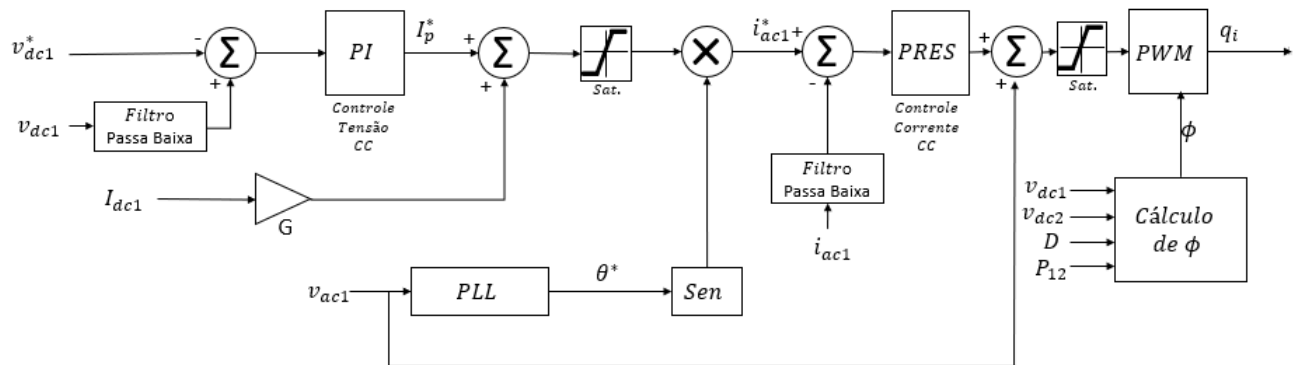 v*dc1
-
Σ
+
PI
I*p
+
Σ
+
Sat.
×
i*ac1
+
Σ
-
PRES
+
Σ
+
Sat.
PWM
qi
Controle
Tensão
CC
Controle
Corrente
CC
vdc1
Filtro
Passa Baixa
Idc1
G
Filtro
Passa Baixa
iac1
ϕ
vdc1
vdc2
D
P12
Cálculo
de ϕ
vac1
PLL
θ*
Sen